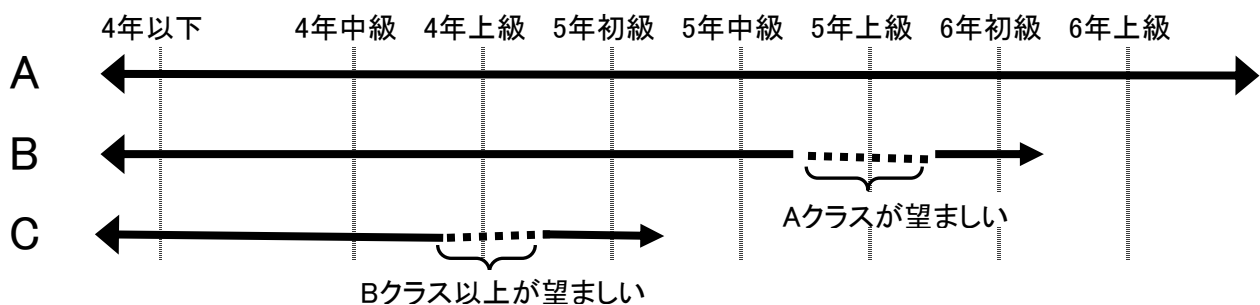 4年以下 4年中級 4年上級 5年初級 5年中級 5年上級 6年初級 6年上級
A
B
Aクラスが望ましい
C
Bクラス以上が望ましい